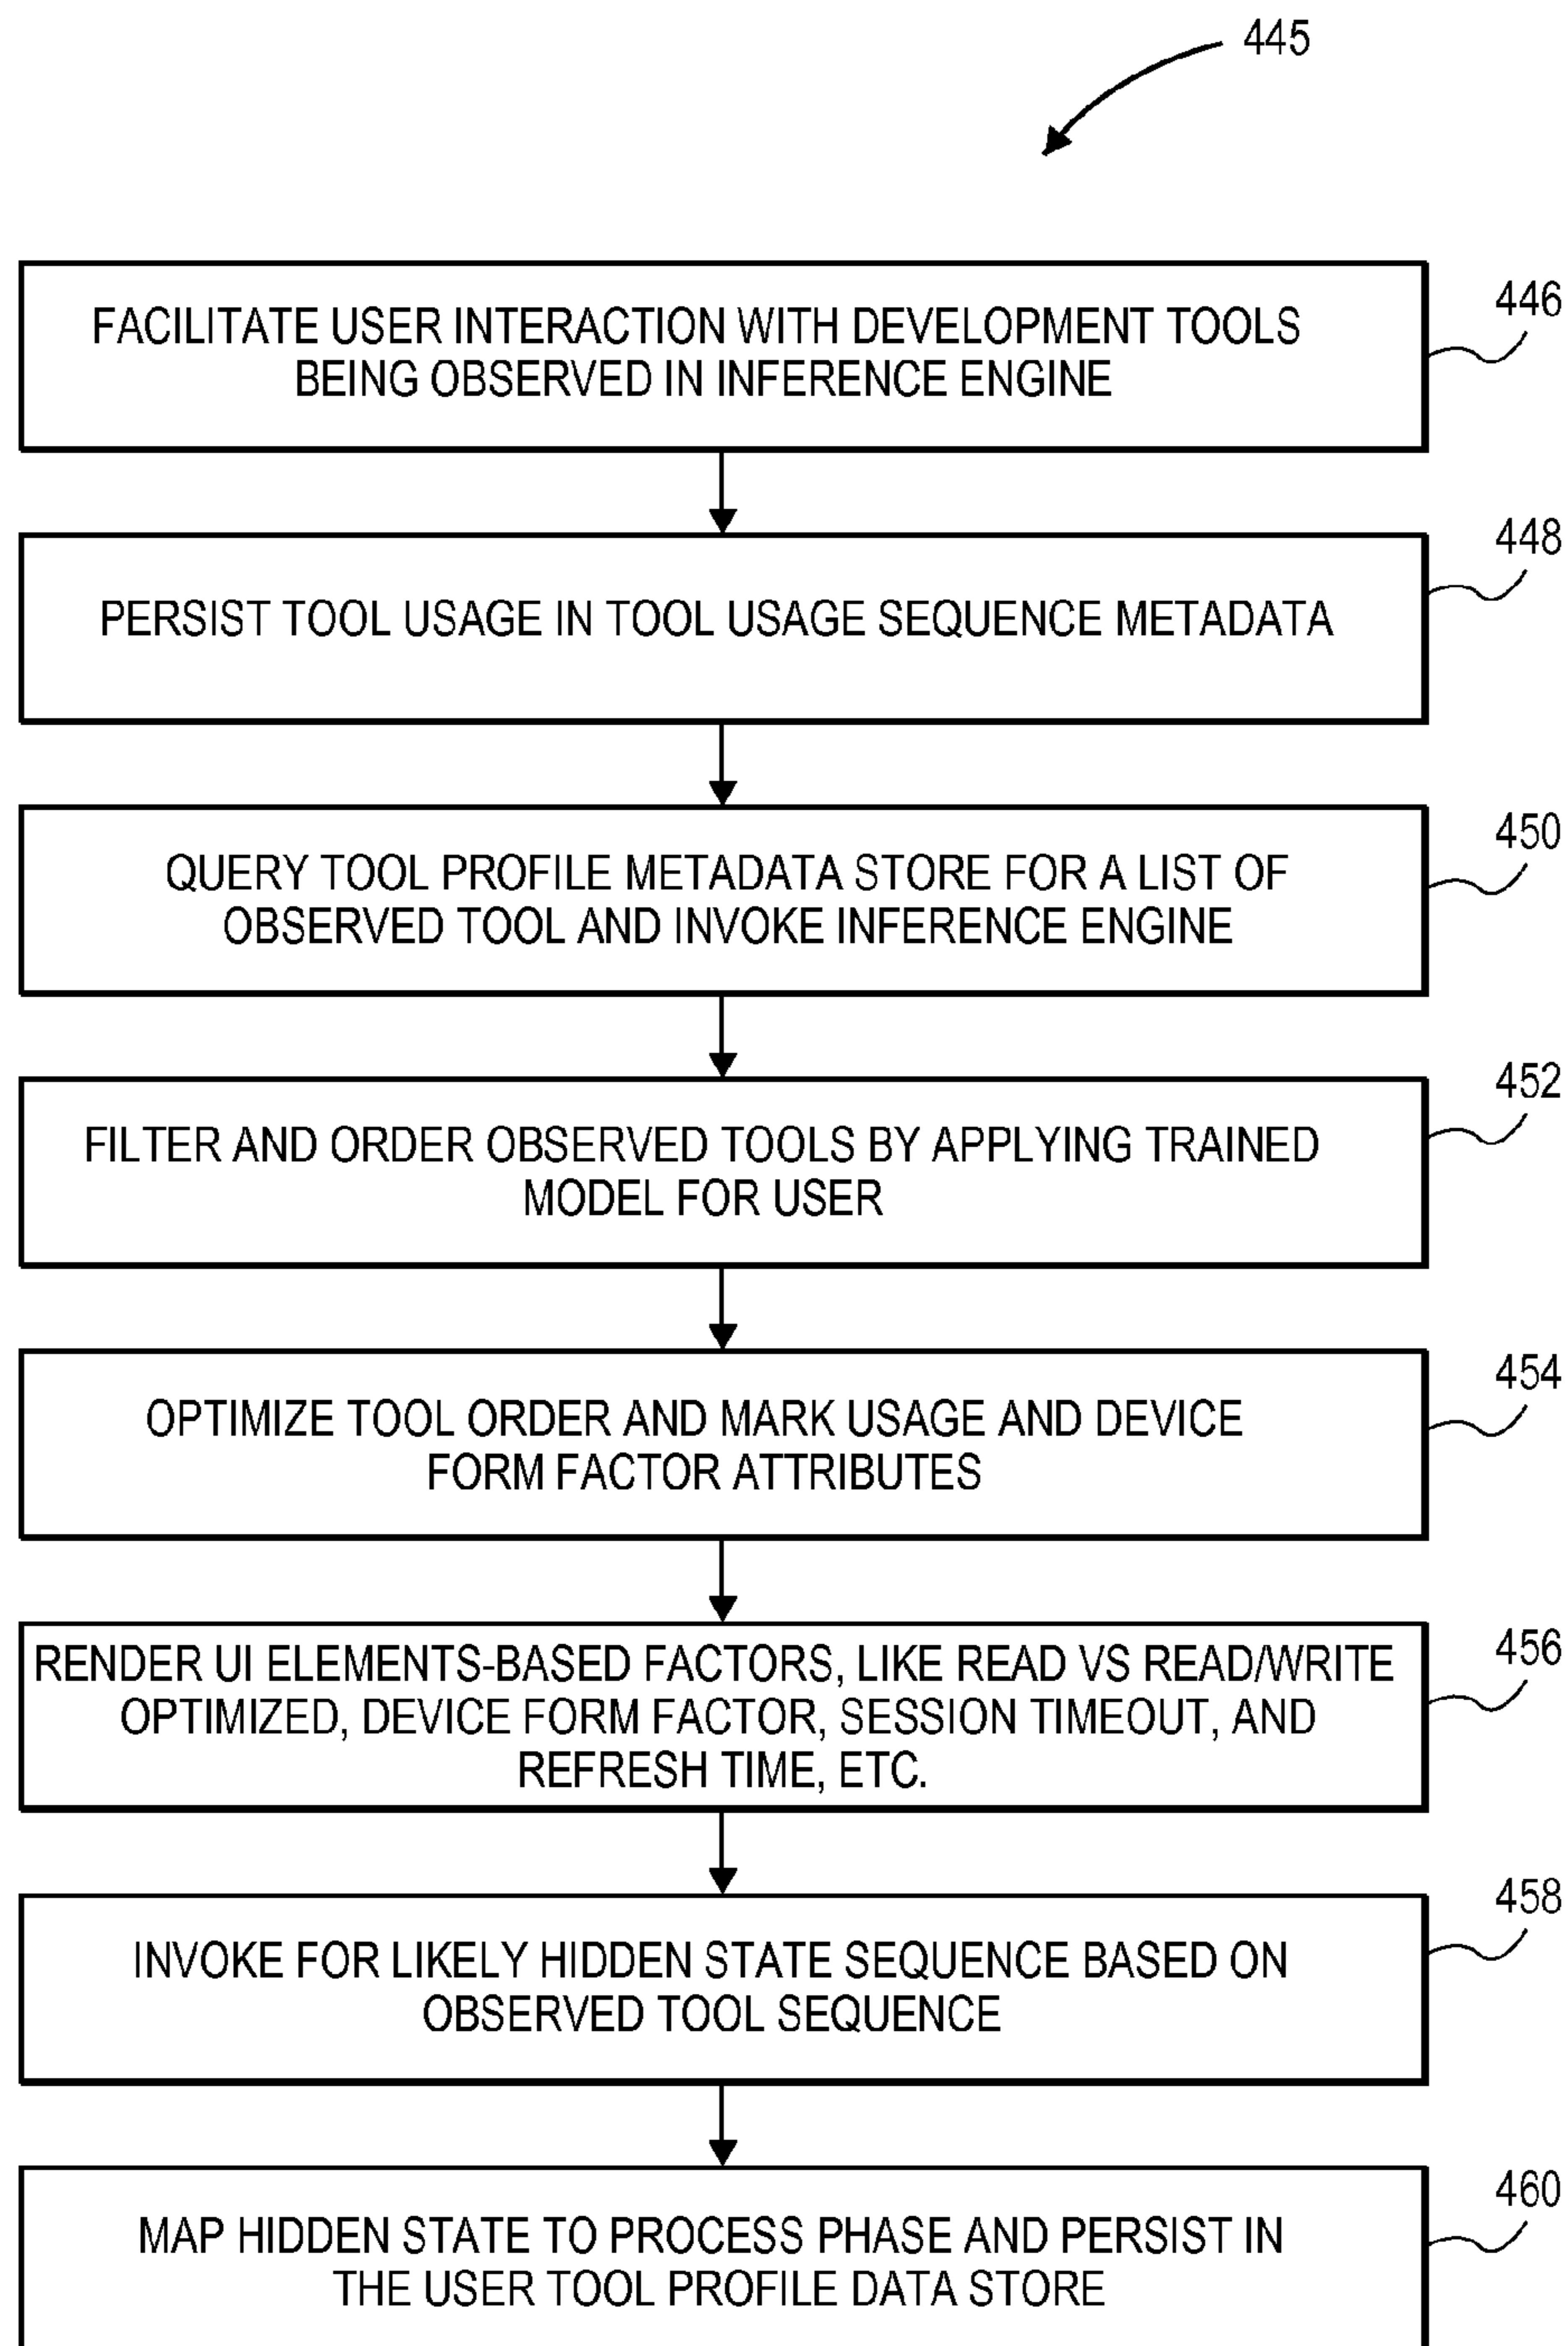 445
FACILITATE USER INTERACTION WITH DEVELOPMENT TOOLS
BEING OBSERVED IN INFERENCE ENGINE
446
PERSIST TOOL USAGE IN TOOL USAGE SEQUENCE METADATA
448
QUERY TOOL PROFILE METADATA STORE FOR A LIST OF
OBSERVED TOOL AND INVOKE INFERENCE ENGINE
450
FILTER AND ORDER OBSERVED TOOLS BY APPLYING TRAINED
MODEL FOR USER
452
OPTIMIZE TOOL ORDER AND MARK USAGE AND DEVICE
FORM FACTOR ATTRIBUTES
454
RENDER UI ELEMENTS-BASED FACTORS, LIKE READ VS READ/WRITE
OPTIMIZED, DEVICE FORM FACTOR, SESSION TIMEOUT, AND
REFRESH TIME, ETC.
456
INVOKE FOR LIKELY HIDDEN STATE SEQUENCE BASED ON
OBSERVED TOOL SEQUENCE
458
MAP HIDDEN STATE TO PROCESS PHASE AND PERSIST IN
THE USER TOOL PROFILE DATA STORE
460